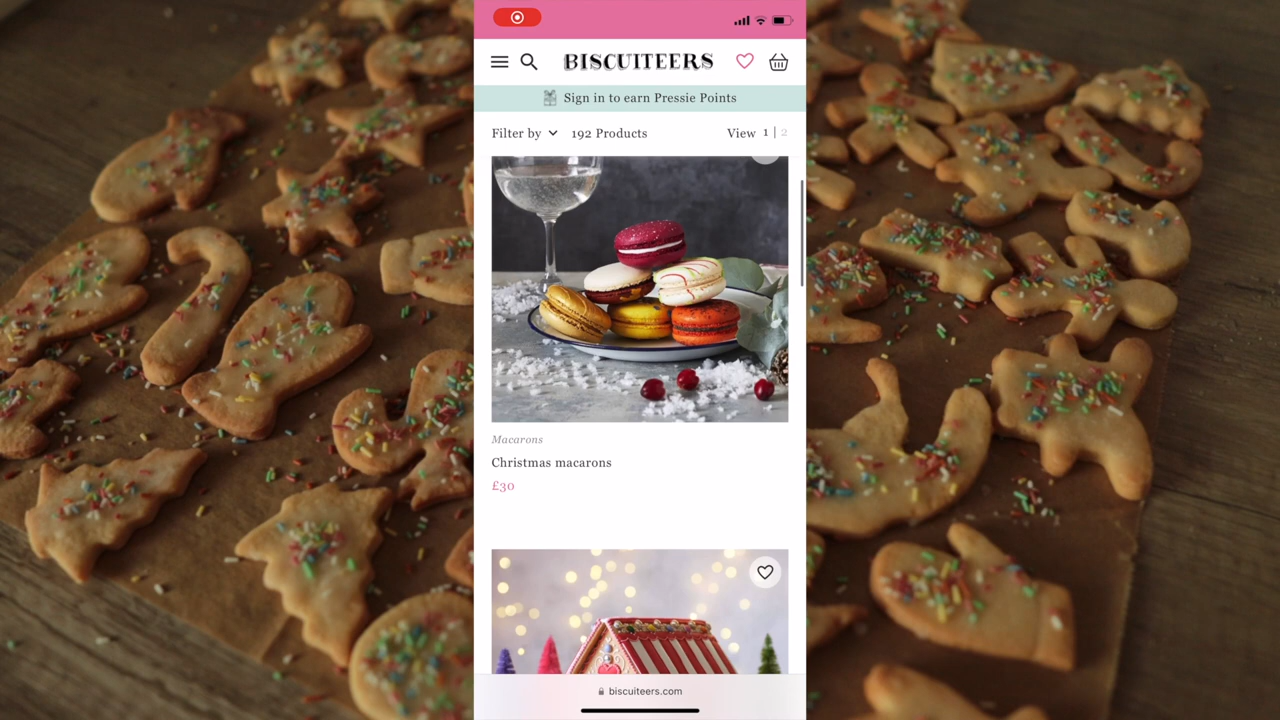 BISCUITEERS
Sign in to earn Pressie Points
Filter by 192 Products View 1 | 2
Macarons
Christmas macarons
£30
biscuiteers.com